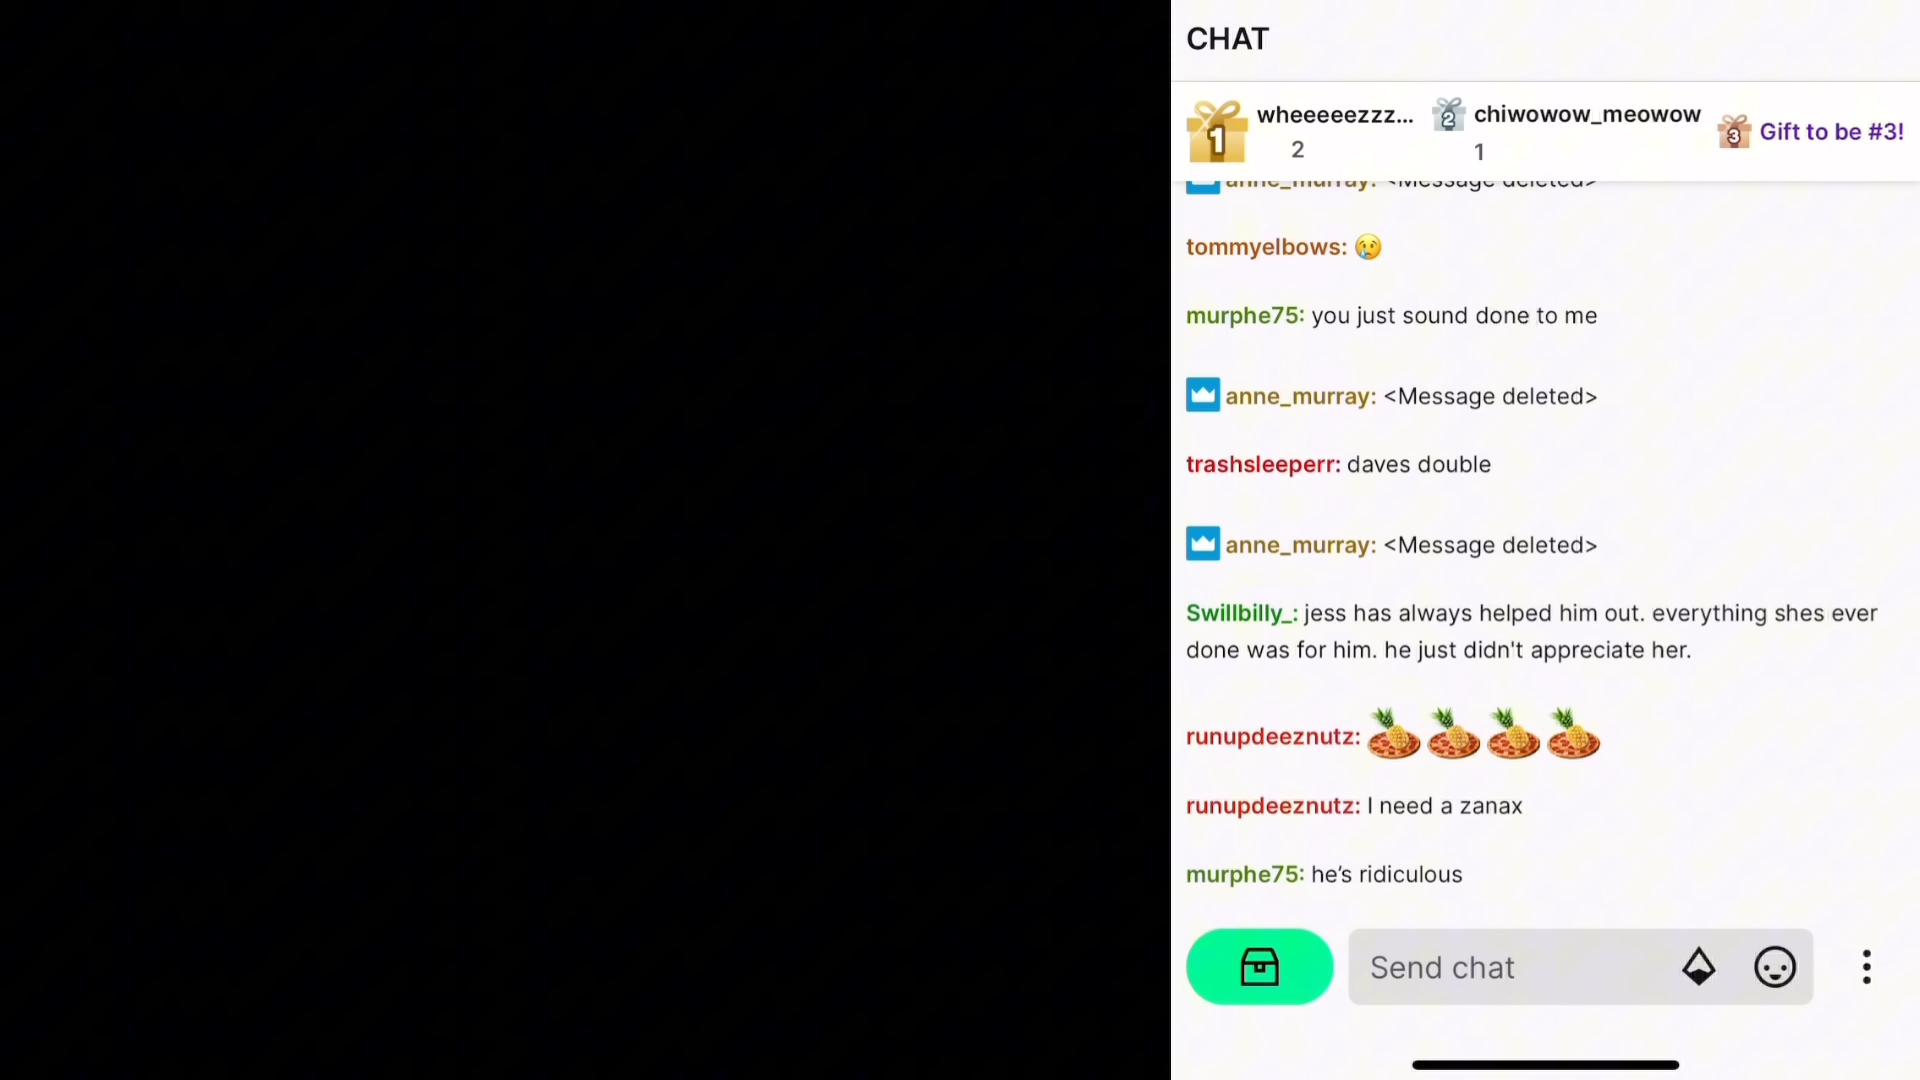 CHAT
1 wheeeeezzz... 2 chiwowow_meowow 3 Gift to be #3!
2 1
anne_murray: <Message deleted>
tommyelbows: 😢
murphe75: you just sound done to me
anne_murray: <Message deleted>
trashsleeperr: daves double
anne_murray: <Message deleted>
Swillbilly_: jess has always helped him out. everything shes ever
done was for him. he just didn't appreciate her.
runupdeeznutz:
runupdeeznutz: I need a zanax
murphe75: he’s ridiculous
Send chat